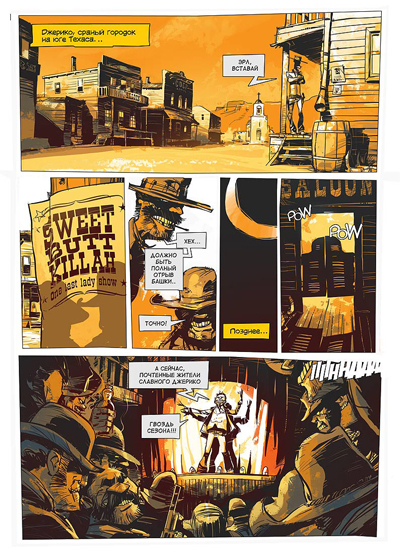 Джерико, сраный городок
на юге Техаса...
ЭРЛ,
ВСТАВАЙ
SWEET
BUTT
KILLAH
one last lady show
ХЕХ...
ДОЛЖНО
БЫТЬ
ПОЛНЫЙ
ОТРЫВ
БАШКИ..
ТОЧНО!
Позднее...
SALOON
POW
POW
А СЕЙЧАС,
ПОЧТЕННЫЕ ЖИТЕЛИ
СЛАВНОГО ДЖЕРИКО
ГВОЗДЬ
СЕЗОНА!!!